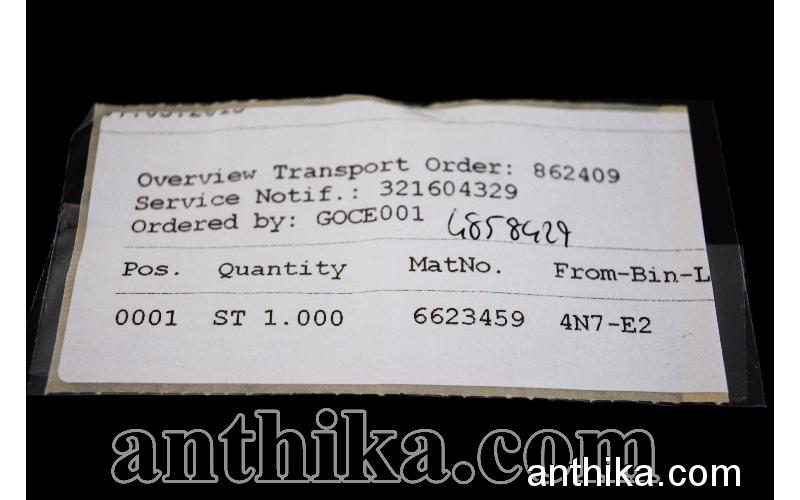 Overview Transport Order: 862409
Service Notif.: 321604329
Ordered by: GOCE001 4858429
Pos. Quantity MatNo. From-Bin-L
0001 ST 1.000 6623459 4N7-E2
anthika.com
anthika.com